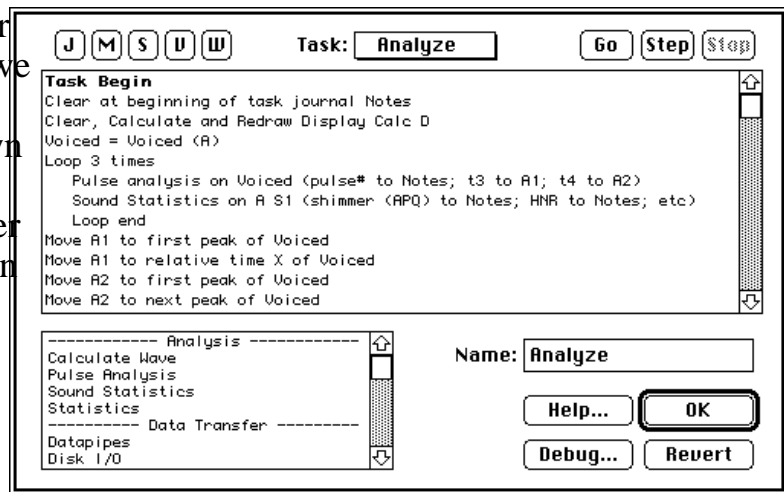 r
ve
n
er
n
J M S V W Task: Analyze Go Step Stop
Task Begin
Clear at beginning of task journal Notes
Clear, Calculate and Redraw Display Calc D
Voiced = Voiced (A)
Loop 3 times
Pulse analysis on Voiced (pulse# to Notes; t3 to A1; t4 to A2)
Sound Statistics on A S1 (shimmer (APQ) to Notes; HNR to Notes; etc)
Loop end
Move A1 to first peak of Voiced
Move A1 to relative time X of Voiced
Move A2 to first peak of Voiced
Move A2 to next peak of Voiced
----------- Analysis -----------
Calculate Wave
Pulse Analysis
Sound Statistics
Statistics
---------- Data Transfer --------
Datapipes
Disk I/O
Name: Analyze
Help... OK
Debug... Revert